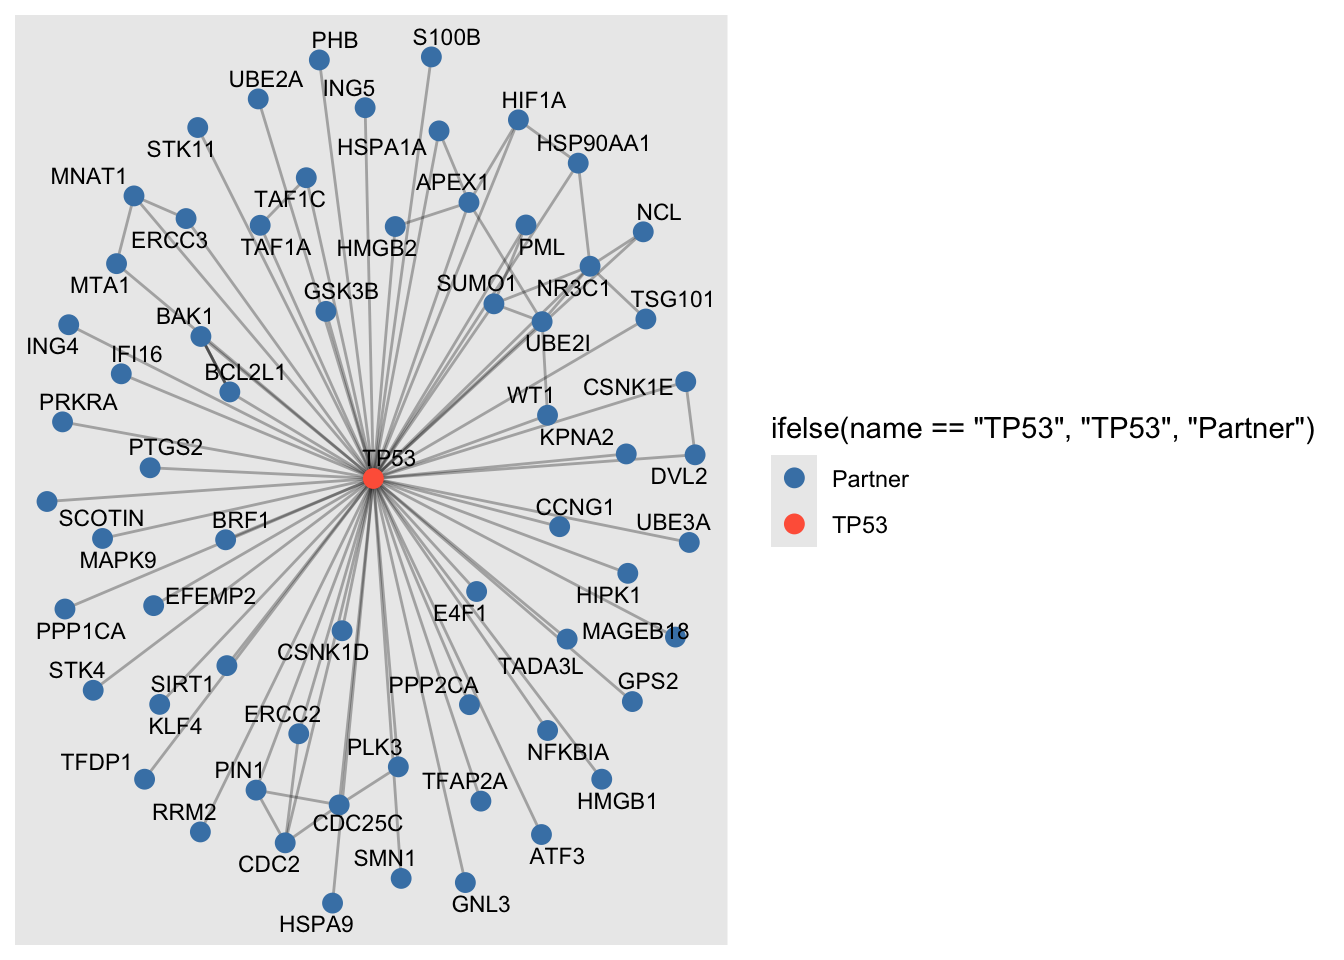 PHB
S100B
UBE2A
ING5
HIF1A
STK11
HSPA1A
HSP90AA1
MNAT1
TAF1C
APEX1
NCL
ERCC3
TAF1A
HMGB2
PML
MTA1
GSK3B
SUMO1
NR3C1
TSG101
BAK1
ING4
IFI16
UBE2I
BCL2L1
CSNK1E
PRKRA
WT1
PTGS2
KPNA2
TP53
DVL2
SCOTIN
BRF1
CCNG1
UBE3A
MAPK9
EFEMP2
HIPK1
E4F1
PPP1CA
MAGEB18
CSNK1D
TADA3L
STK4
SIRT1
PPP2CA
GPS2
KLF4
ERCC2
PLK3
NFKBIA
TFDP1
PIN1
TFAP2A
HMGB1
RRM2
CDC25C
CDC2
SMN1
ATF3
GNL3
HSPA9
ifelse(name == "TP53", "TP53", "Partner")
Partner
TP53